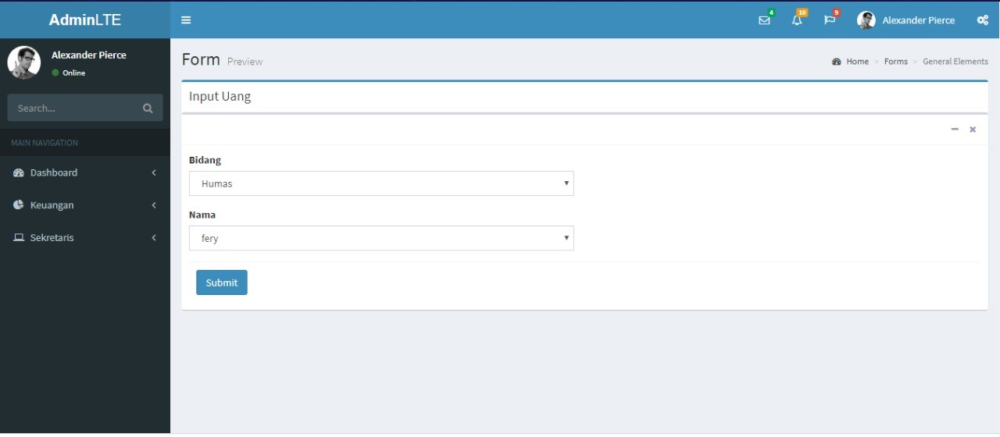 AdminLTE
4
10
9
Alexander Pierce
Alexander Pierce
Online
Search...
MAIN NAVIGATION
Dashboard
Keuangan
Sekretaris
Form Preview
Home > Forms > General Elements
Input Uang
Bidang
Humas
Nama
fery
Submit